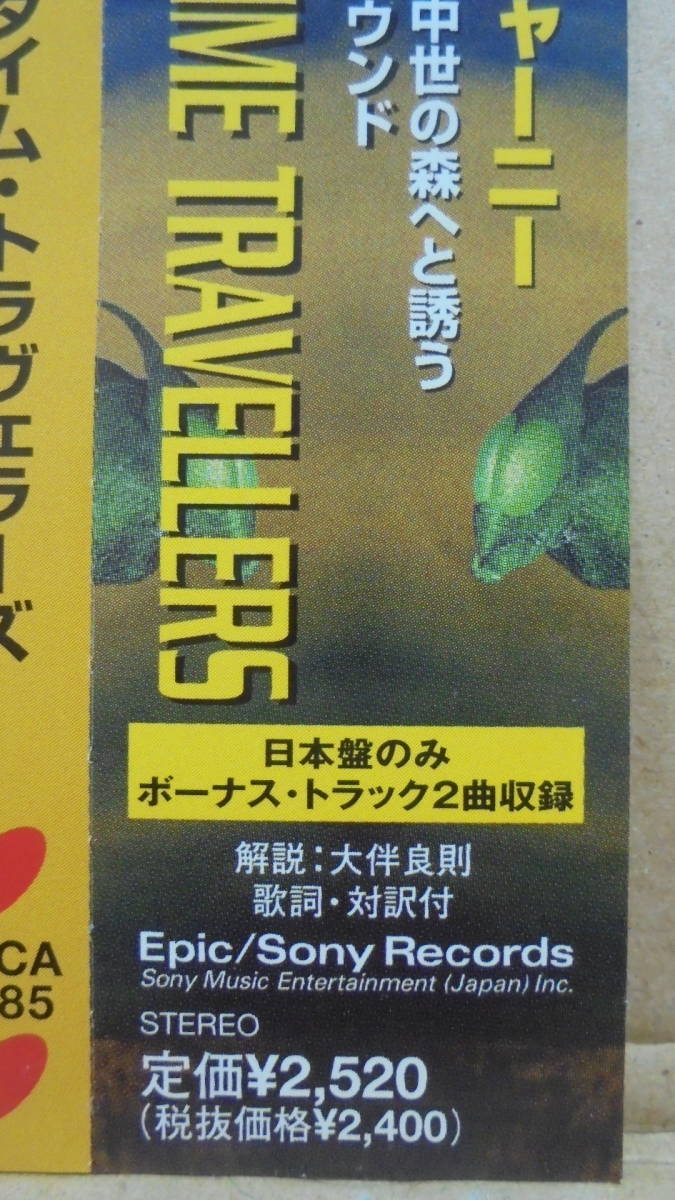 ャーニー
中世の森へと誘う
ウンド
IME TRAVELLERS
タイム・トラヴェラーズ
日本盤のみ
ボーナス・トラック2曲収録
解説:大伴良則
歌詞・対訳付
Epic/Sony Records
Sony Music Entertainment (Japan) Inc.
STEREO
定価¥2,520
(税抜価格¥2,400)
CA
85